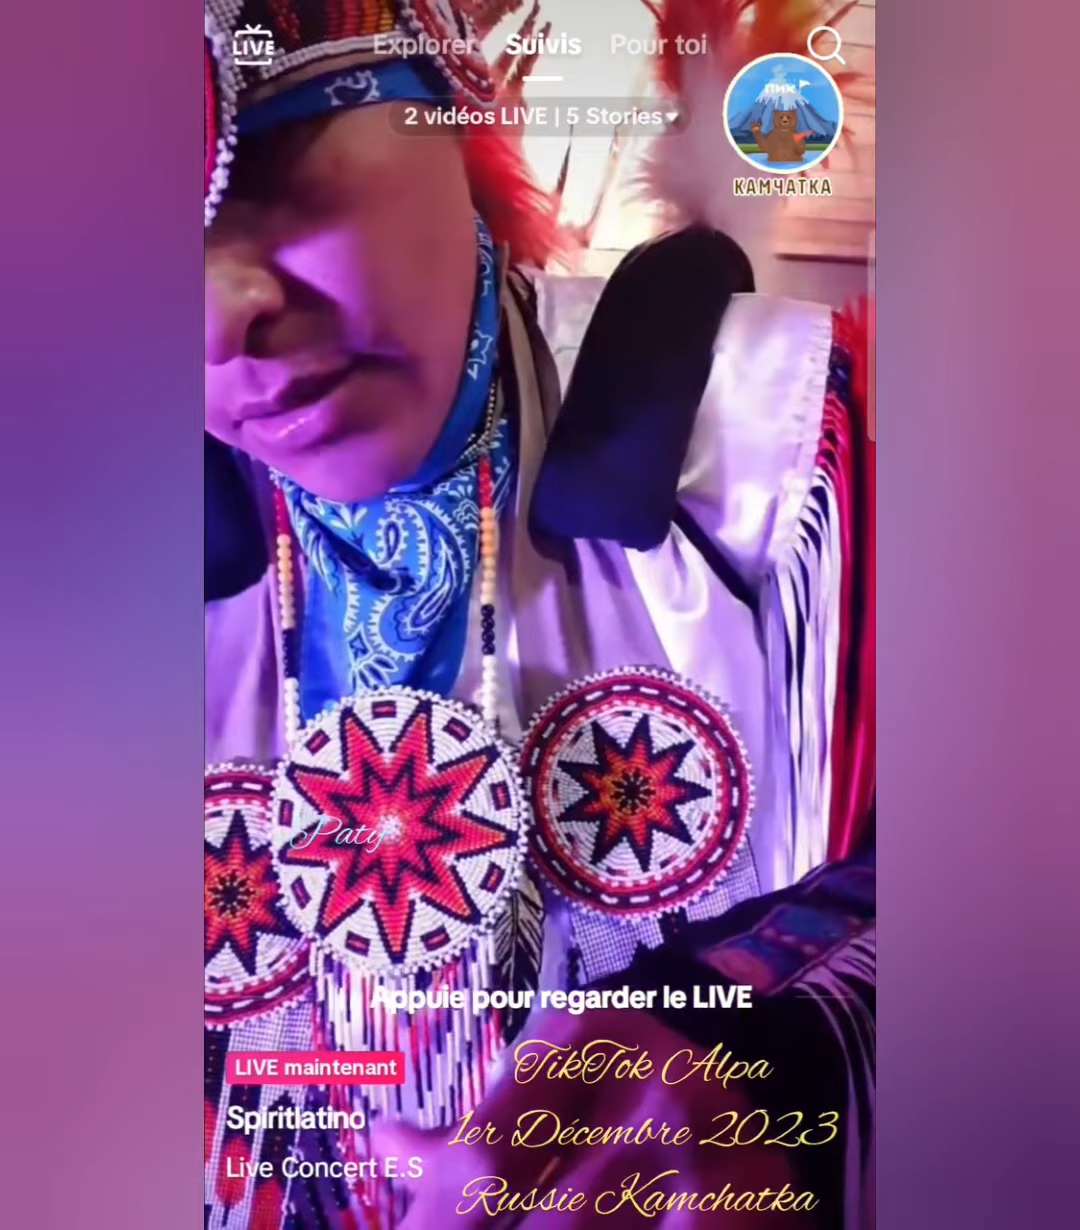 LIVE
Explorer Suivis Pour toi
2 vidéos LIVE | 5 Stories
ПИК
КАМЧАТКА
Paty
Appuie pour regarder le LIVE
LIVE maintenant
TikTok Alpa
Spiritlatino
1er Décembre 2023
Live Concert E.S
Russie Kamchatka